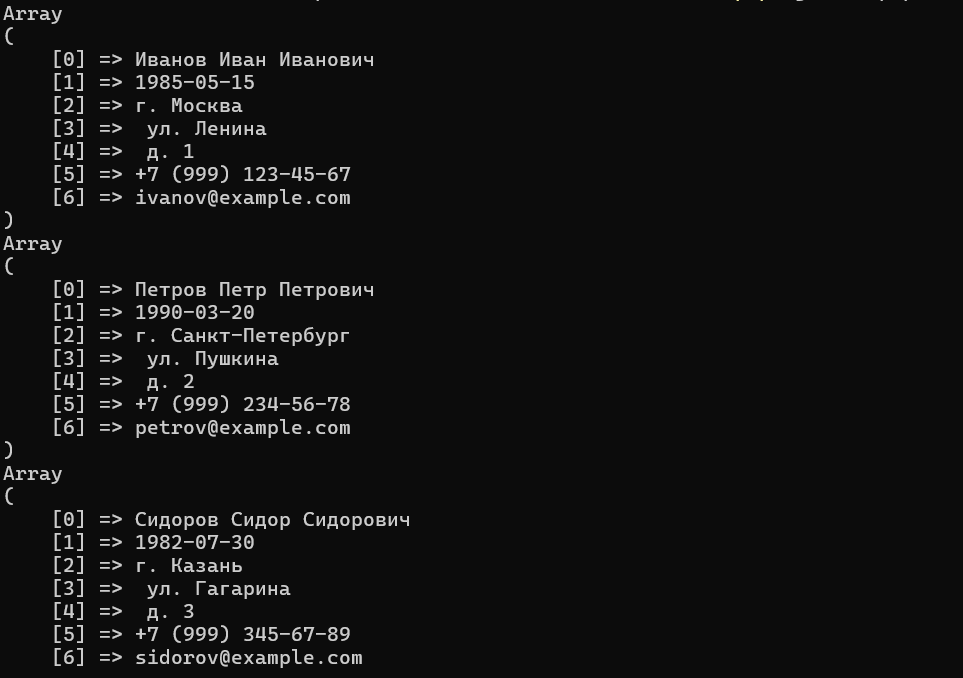 Array
(
    [0] => Иванов Иван Иванович
    [1] => 1985-05-15
    [2] => г. Москва
    [3] =>  ул. Ленина
    [4] =>  д. 1
    [5] => +7 (999) 123-45-67
    [6] => ivanov@example.com
)
Array
(
    [0] => Петров Петр Петрович
    [1] => 1990-03-20
    [2] => г. Санкт-Петербург
    [3] =>  ул. Пушкина
    [4] =>  д. 2
    [5] => +7 (999) 234-56-78
    [6] => petrov@example.com
)
Array
(
    [0] => Сидоров Сидор Сидорович
    [1] => 1982-07-30
    [2] => г. Казань
    [3] =>  ул. Гагарина
    [4] =>  д. 3
    [5] => +7 (999) 345-67-89
    [6] => sidorov@example.com